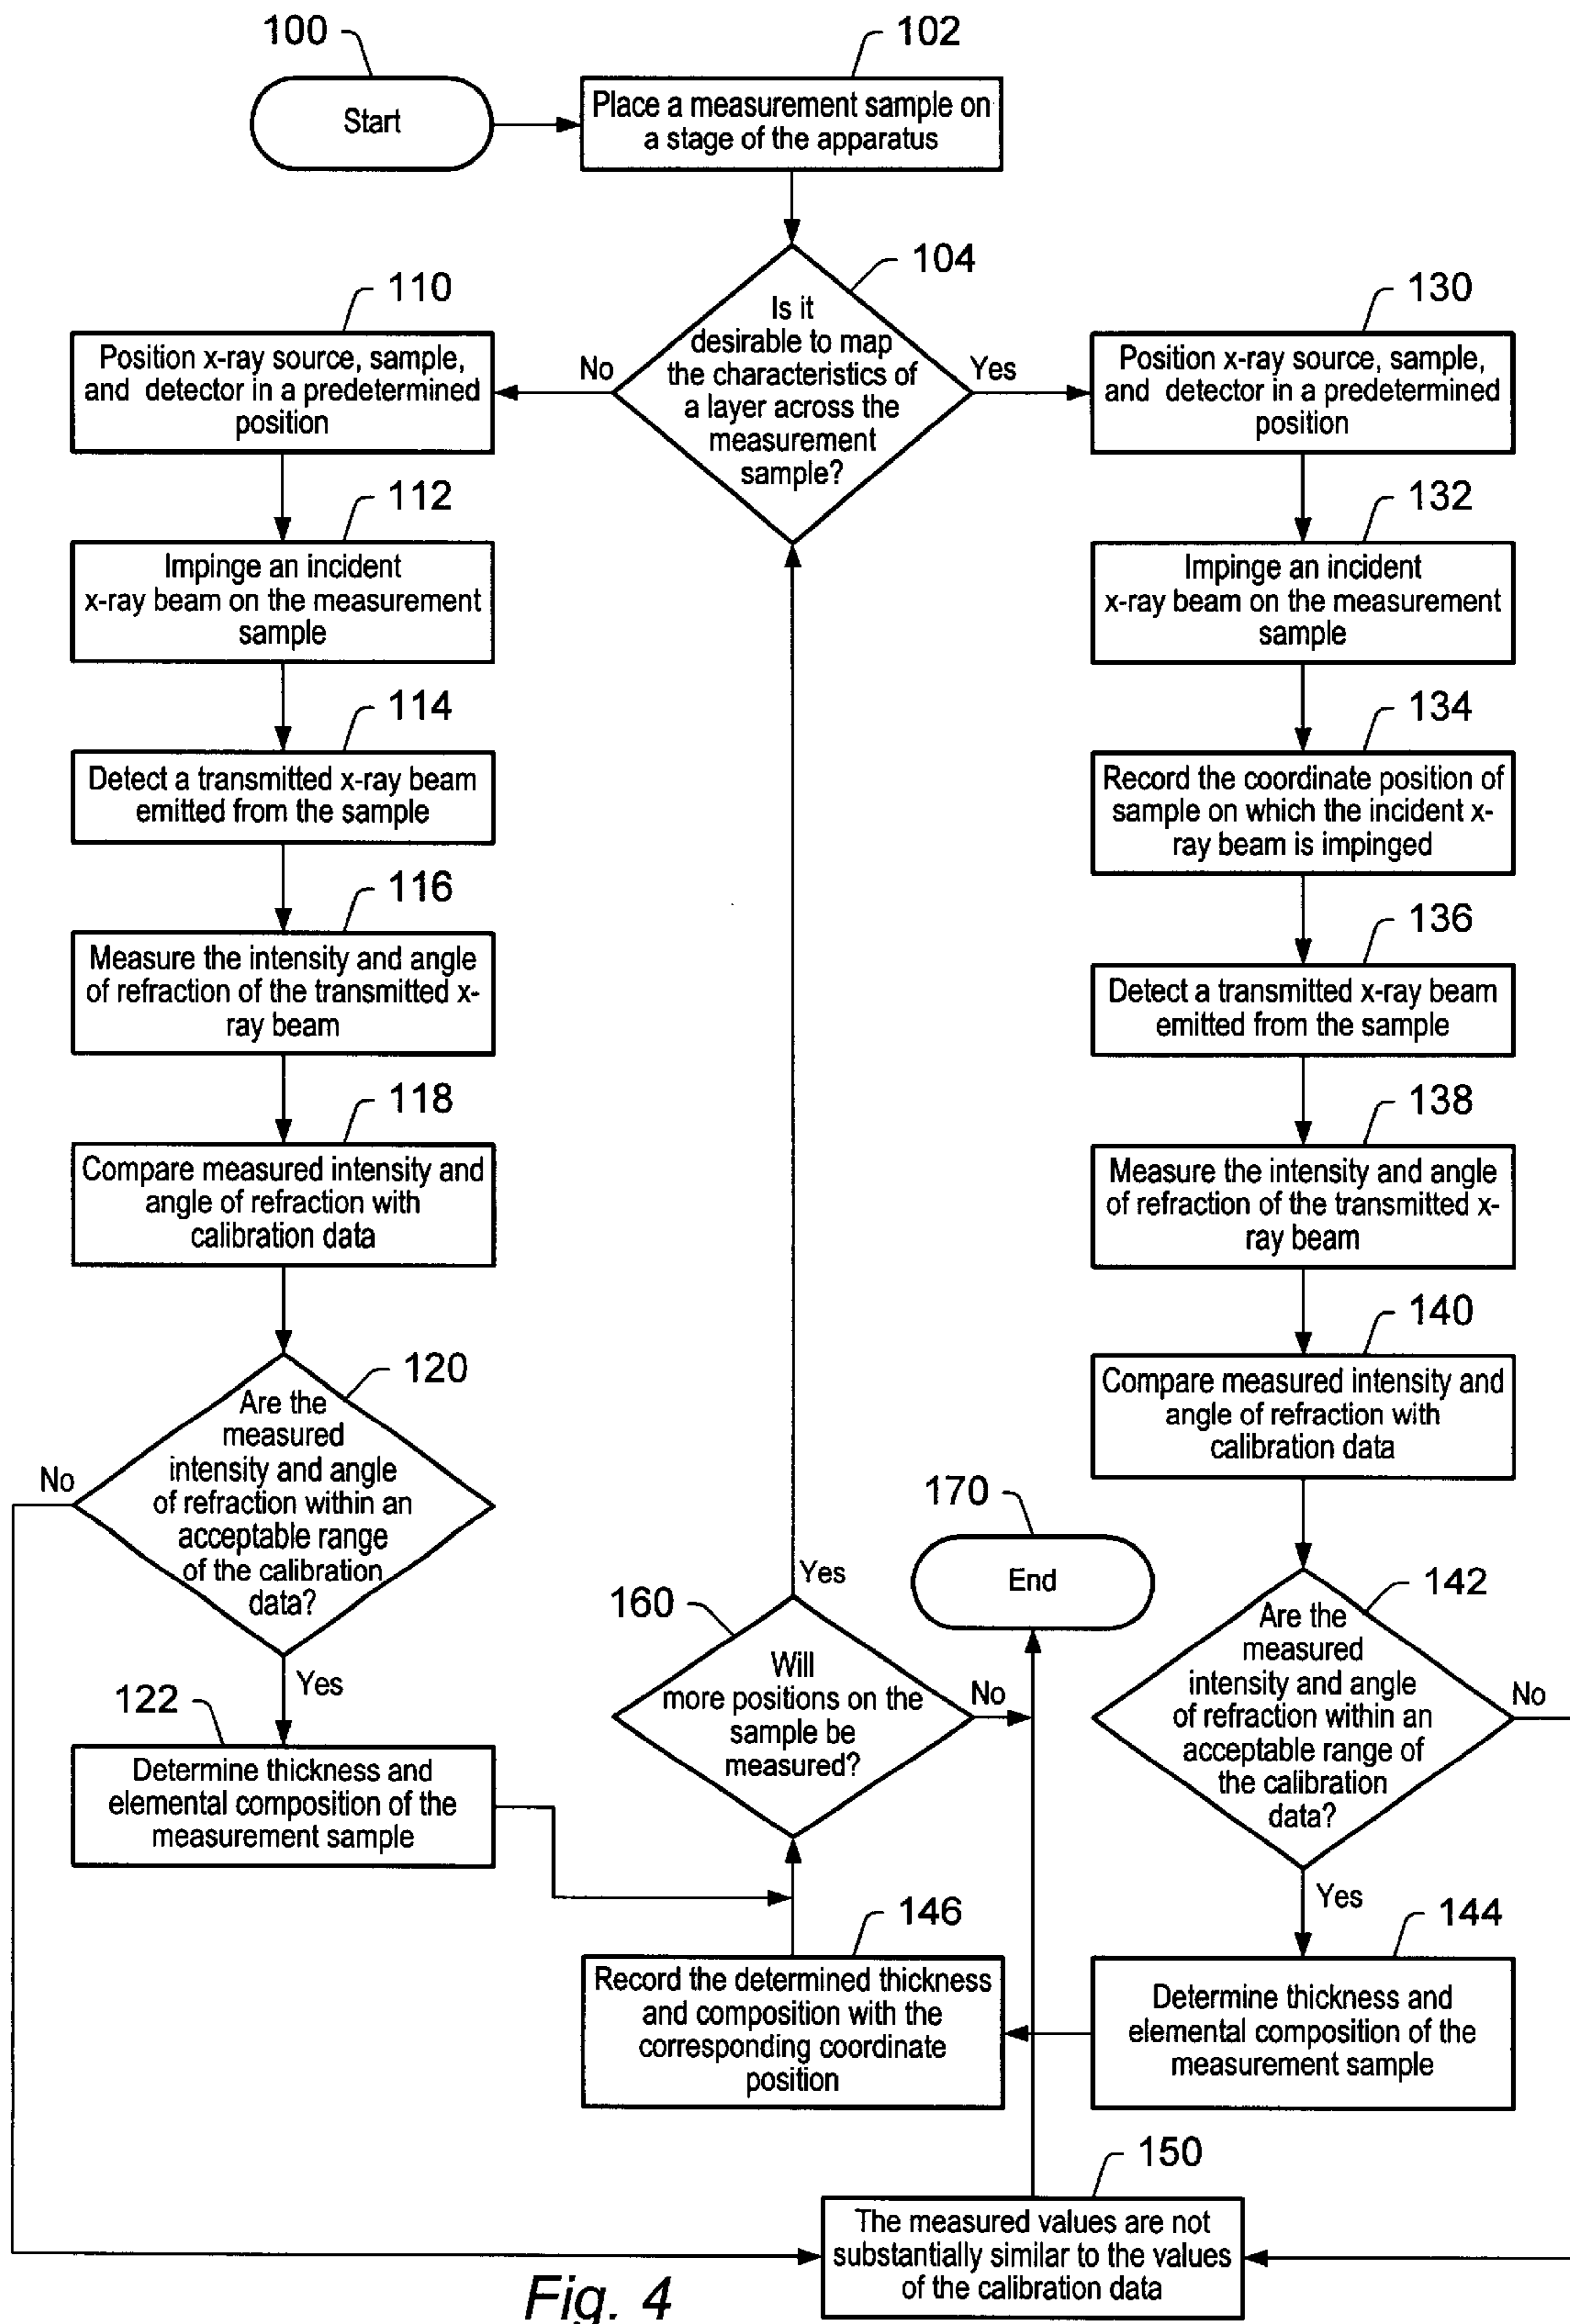 100
Start
102
Place a measurement sample on
a stage of the apparatus
104
Is it
desirable to map
the characteristics of
a layer across the
measurement
sample?
No
Yes
110
Position x-ray source, sample,
and detector in a predetermined
position
112
Impinge an incident
x-ray beam on the measurement
sample
114
Detect a transmitted x-ray beam
emitted from the sample
116
Measure the intensity and angle
of refraction of the transmitted x-
ray beam
118
Compare measured intensity and
angle of refraction with
calibration data
120
Are the
measured
intensity and angle
of refraction within an
acceptable range
of the calibration
data?
No
Yes
122
Determine thickness and
elemental composition of the
measurement sample
130
Position x-ray source, sample,
and detector in a predetermined
position
132
Impinge an incident
x-ray beam on the measurement
sample
134
Record the coordinate position of
sample on which the incident x-
ray beam is impinged
136
Detect a transmitted x-ray beam
emitted from the sample
138
Measure the intensity and angle
of refraction of the transmitted x-
ray beam
140
Compare measured intensity and
angle of refraction with
calibration data
142
Are the
measured
intensity and angle
of refraction within an
acceptable range of
the calibration
data?
No
Yes
144
Determine thickness and
elemental composition of the
measurement sample
146
Record the determined thickness
and composition with the
corresponding coordinate
position
160
Will
more positions on the
sample be
measured?
Yes
No
170
End
150
The measured values are not
substantially similar to the values
of the calibration data
Fig. 4